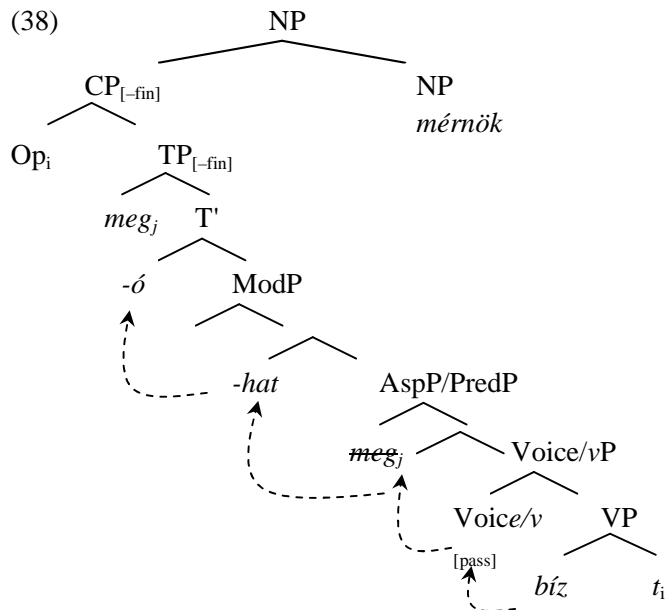 (38) NP
CP[–fin] NP
mérnök
Opi TP[–fin]
megj T'
-ó ModP
-hat AspP/PredP
megj Voice/vP
Voice/v VP
[pass]
bíz ti